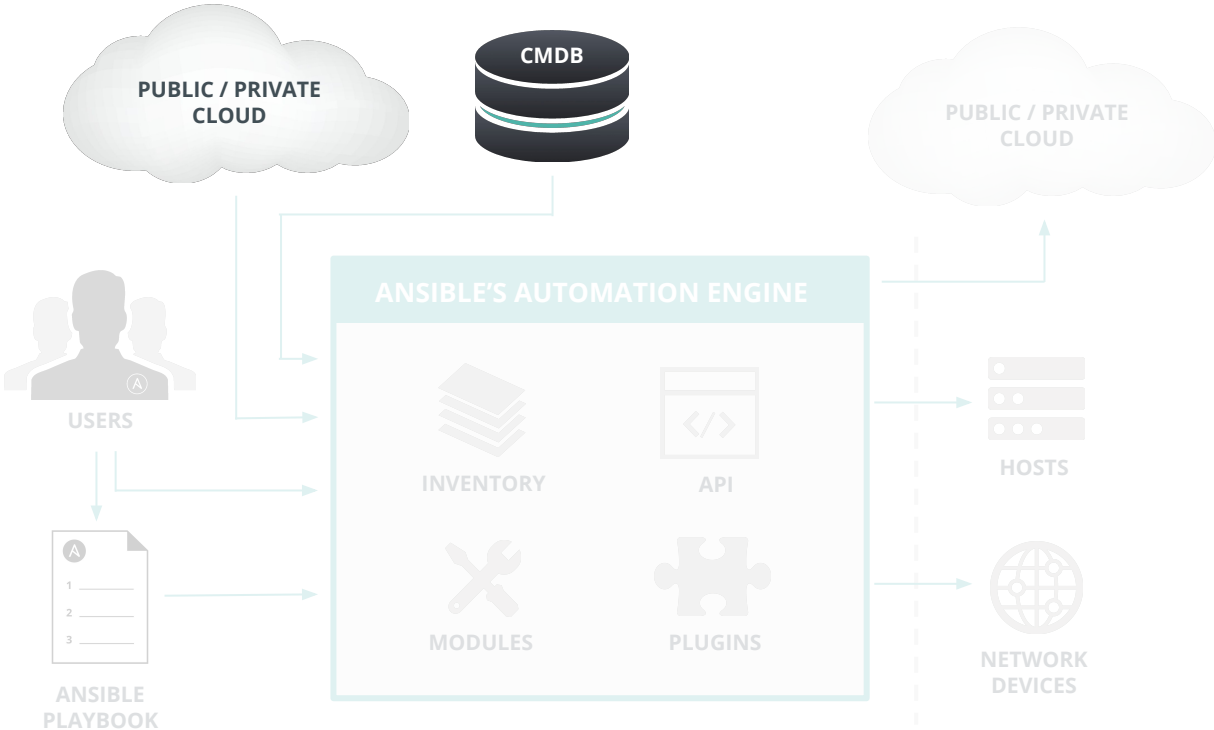 PUBLIC / PRIVATE
CLOUD
CMDB
PUBLIC / PRIVATE
CLOUD
ANSIBLE’S AUTOMATION ENGINE
USERS
INVENTORY
</>
API
HOSTS
A
1
2
3
MODULES
PLUGINS
ANSIBLE
PLAYBOOK
NETWORK
DEVICES